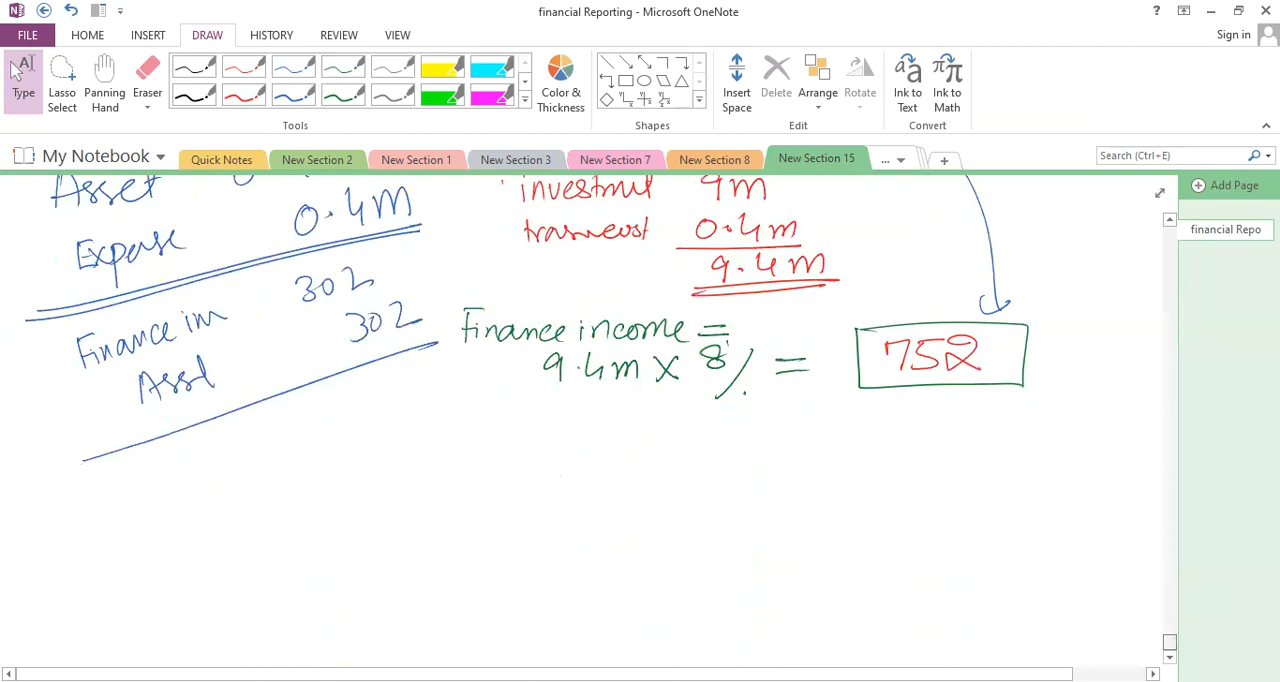 financial Reporting - Microsoft OneNote
?
Sign in
FILE
HOME
INSERT
DRAW
HISTORY
REVIEW
VIEW
Type
Lasso
Select
Panning
Hand
Eraser
Color &
Thickness
Insert
Space
Delete
Arrange
Rotate
Ink to
Text
Ink to
Math
Tools
Shapes
Edit
Convert
My Notebook
Quick Notes
New Section 2
New Section 1
New Section 3
New Section 7
New Section 8
New Section 15
...
Search (Ctrl+E)
Add Page
financial Repo
Asset
0.4m
Expense
302
Finance im
302
Assd
investmut 9m
0.4m
9.4m
Finance income =
9.4m x 8% =
752